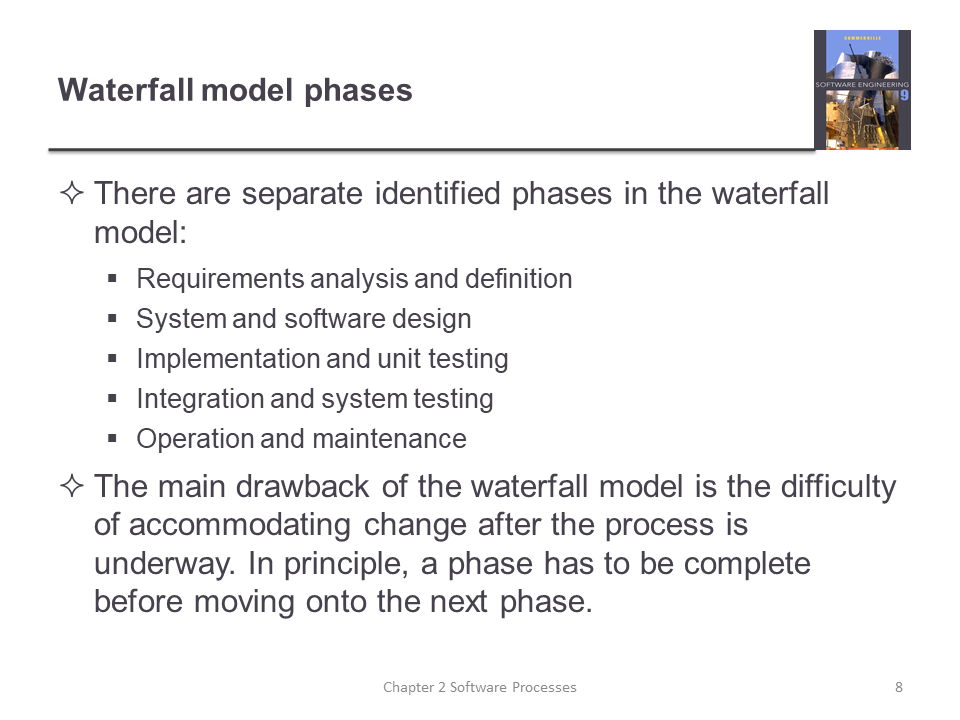 Waterfall model phases
SOMMERVILLE
SOFTWARE ENGINEERING
9
There are separate identified phases in the waterfall
model:
Requirements analysis and definition
System and software design
Implementation and unit testing
Integration and system testing
Operation and maintenance
The main drawback of the waterfall model is the difficulty
of accommodating change after the process is
underway. In principle, a phase has to be complete
before moving onto the next phase.
Chapter 2 Software Processes
8